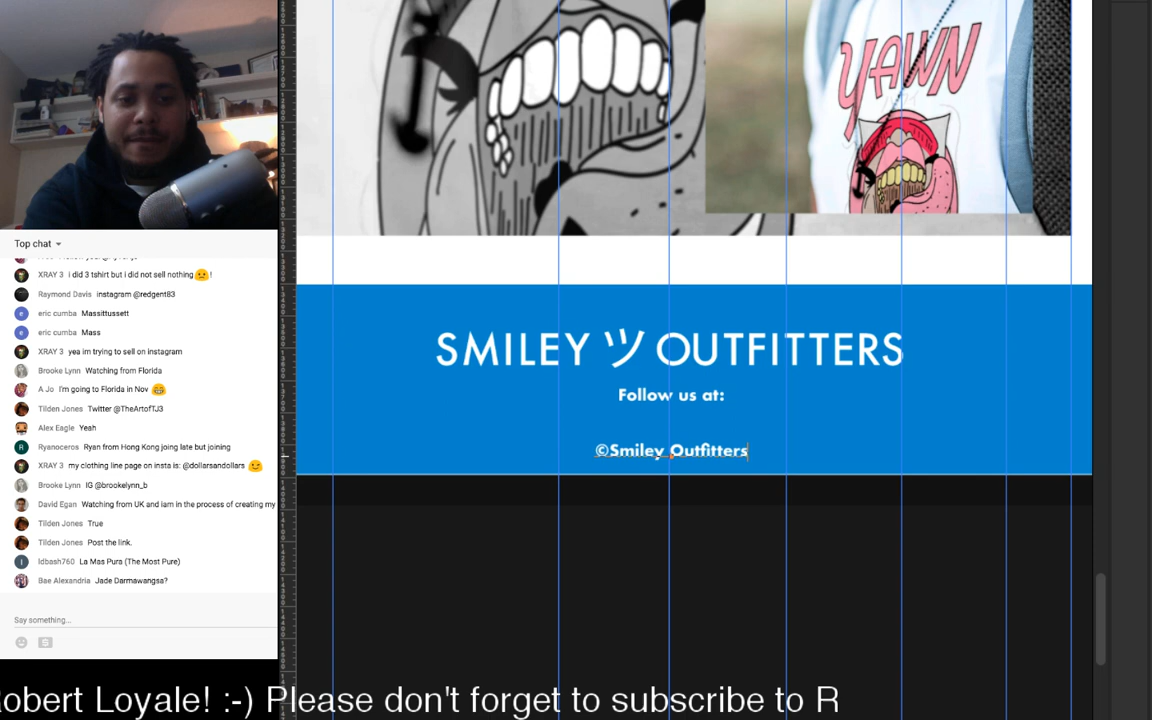 Top chat
XRAY 3 i did 3 tshirt but i did not sell nothing !
Raymond Davis instagram @redgent83
eric cumba Massittussett
eric cumba Mass
XRAY 3 yea im trying to sell on instagram
Brooke Lynn Watching from Florida
A Jo I'm going to Florida in Nov
Tilden Jones Twitter @TheArtofTJ3
Alex Eagle Yeah
R Ryanoceros Ryan from Hong Kong joing late but joining
XRAY 3 my clothing line page on insta is: @dollarsandollars
Brooke Lynn IG @brookelynn_b
David Egan Watching from UK and iam in the process of creating my
Tilden Jones True
Tilden Jones Post the link.
I ldbash760 La Mas Pura (The Most Pure)
Bae Alexandria Jade Darmawangsa?
Say something...
YAWN
SMILEY ツ OUTFITTERS
Follow us at:
©Smiley Outfitters
obert Loyale! :-) Please don't forget to subscribe to R